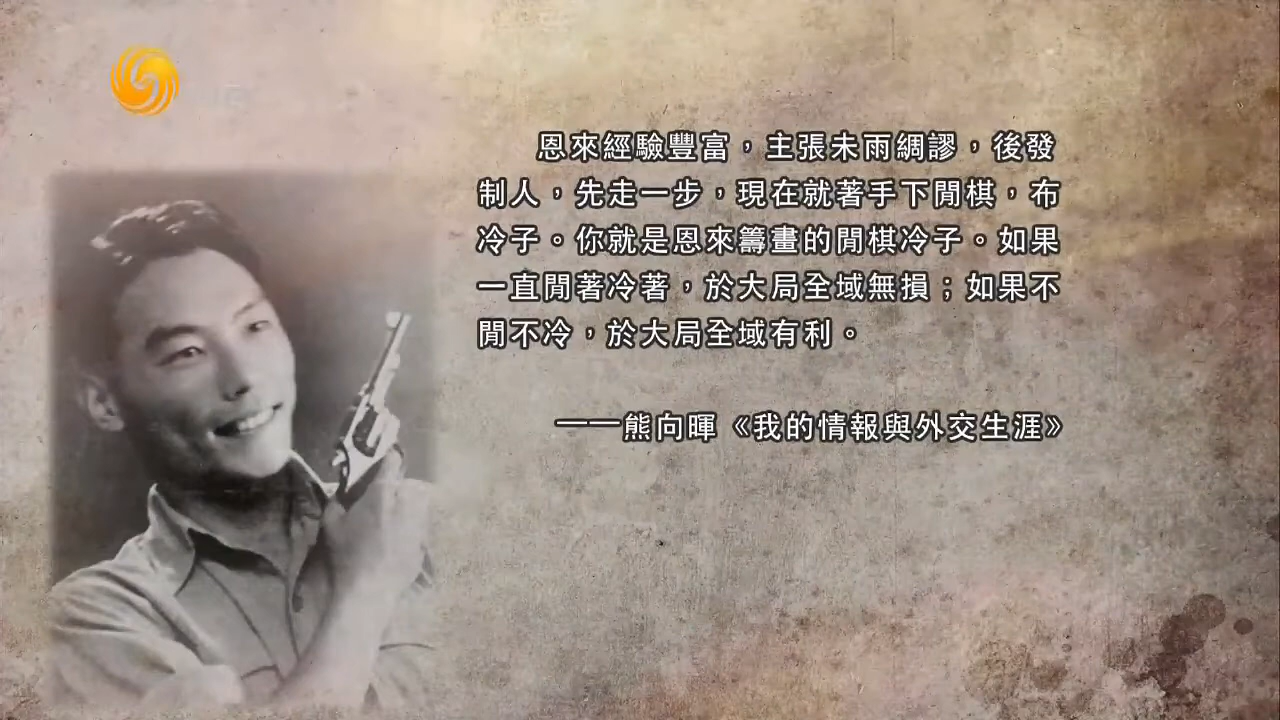 恩來經驗豐富，主張未雨綢謬，後發
制人，先走一步，現在就著手下閒棋，布
冷子。你就是恩來籌畫的閒棋冷子。如果
一直閒著冷著，於大局全域無損；如果不
閒不冷，於大局全域有利。
——熊向暉《我的情報與外交生涯》